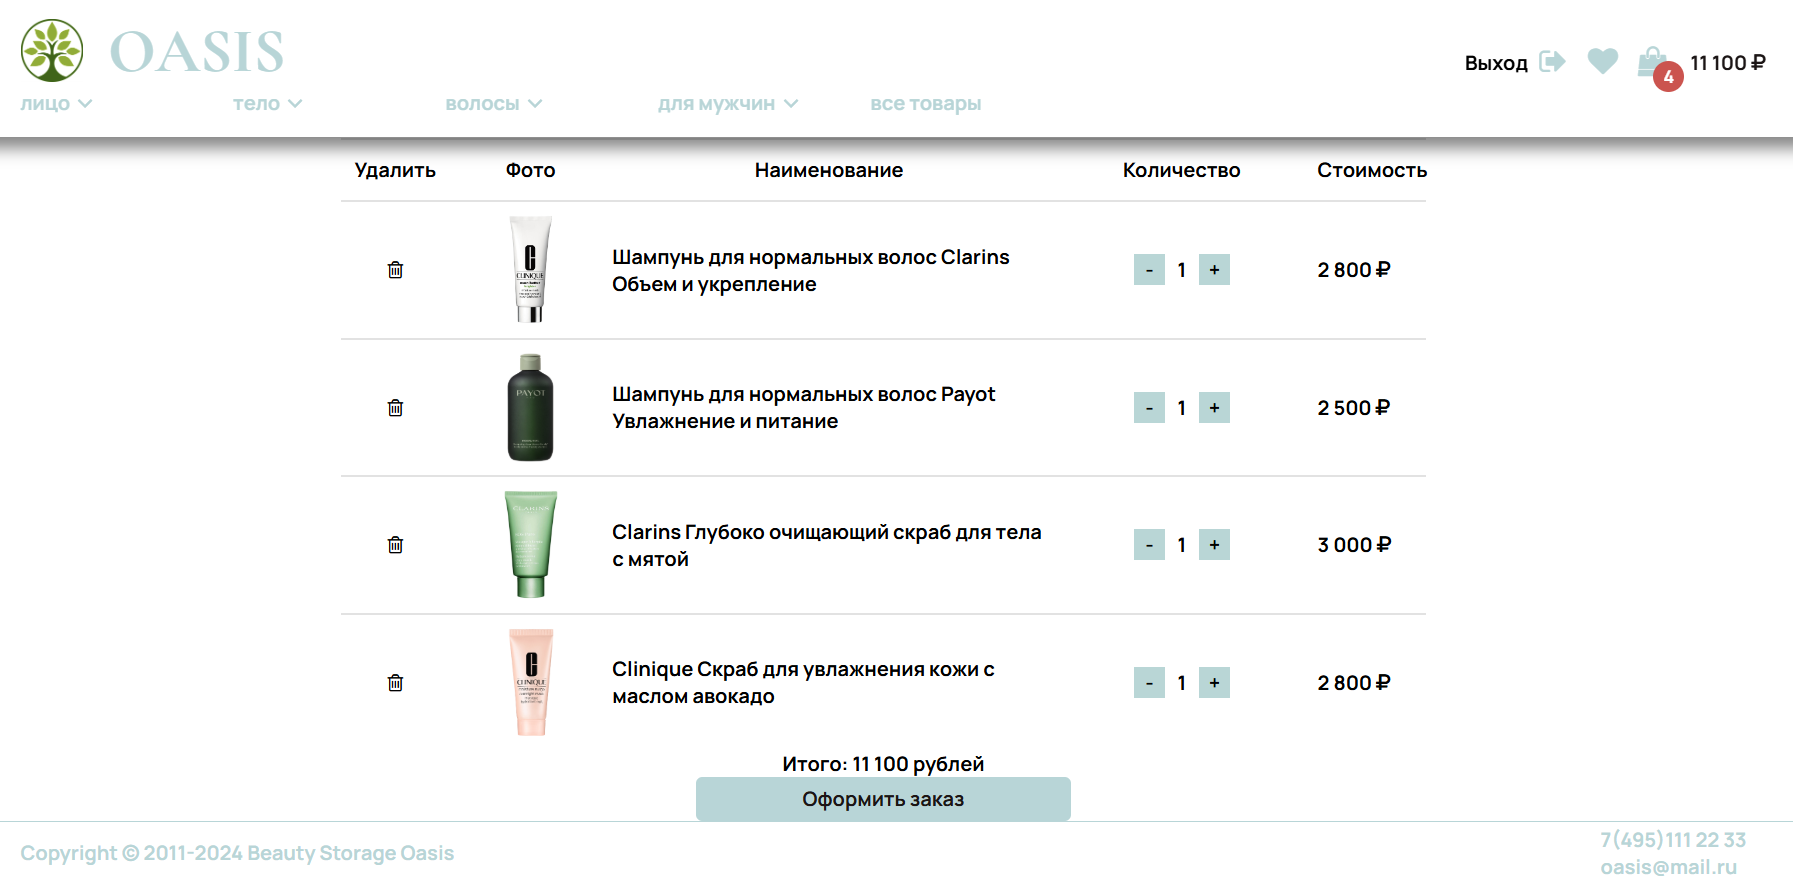 OASIS
Выход
4
11 100 ₽
лицо
тело
волосы
для мужчин
все товары
Удалить
Фото
Наименование
Количество
Стоимость
CLINIQUE
Шампунь для нормальных волос Clarins
Объем и укрепление
- 1 +
2 800 ₽
PAYOT
Шампунь для нормальных волос Payot
Увлажнение и питание
- 1 +
2 500 ₽
CLARINS
Clarins Глубоко очищающий скраб для тела
с мятой
- 1 +
3 000 ₽
CLINIQUE
Clinique Скраб для увлажнения кожи с
маслом авокадо
- 1 +
2 800 ₽
Итого: 11 100 рублей
Оформить заказ
Copyright © 2011-2024 Beauty Storage Oasis
7(495)111 22 33
oasis@mail.ru